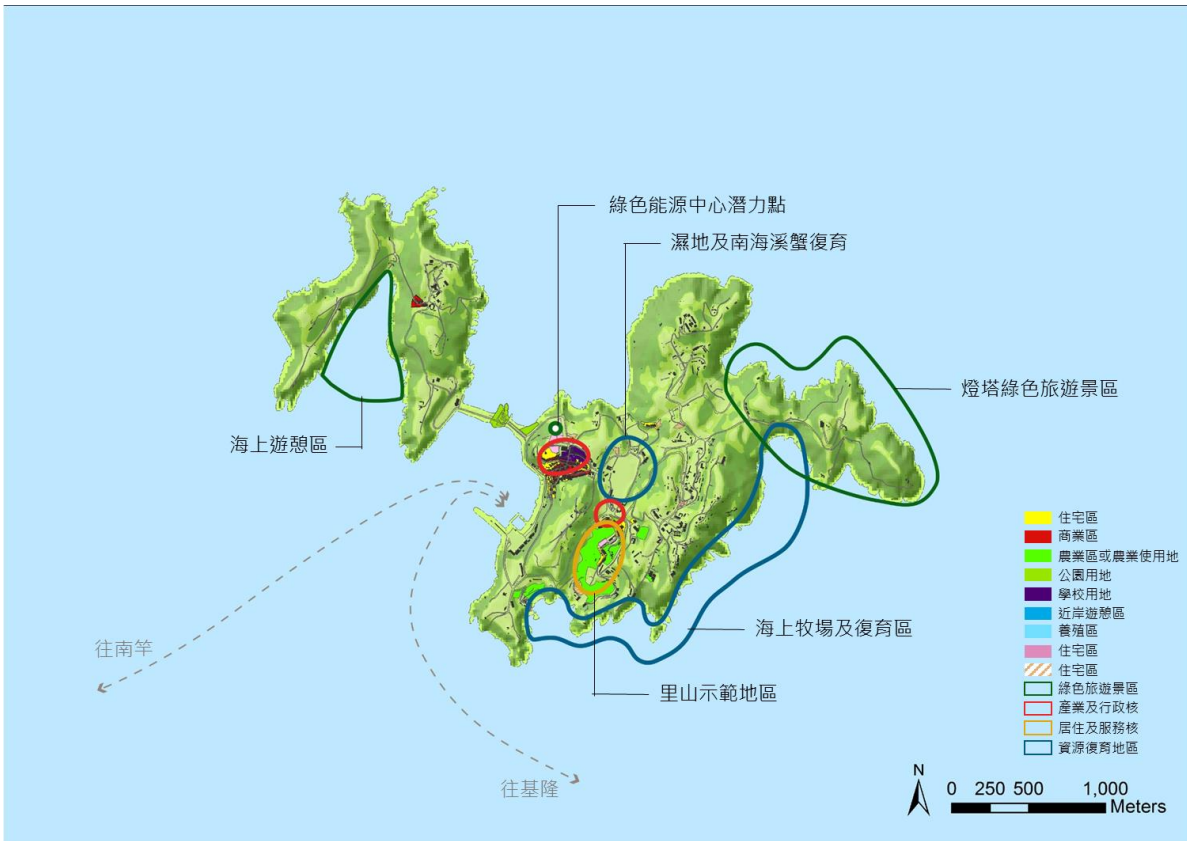 綠色能源中心潛力點
濕地及南海溪蟹復育
燈塔綠色旅遊景區
海上遊憩區
海上牧場及復育區
里山示範地區
往南竿
往基隆
住宅區
商業區
農業區或農業使用地
公園用地
學校用地
近岸遊憩區
養殖區
住宅區
住宅區
綠色旅遊景區
產業及行政核
居住及服務核
資源復育地區
N
0 250 500 1,000
Meters